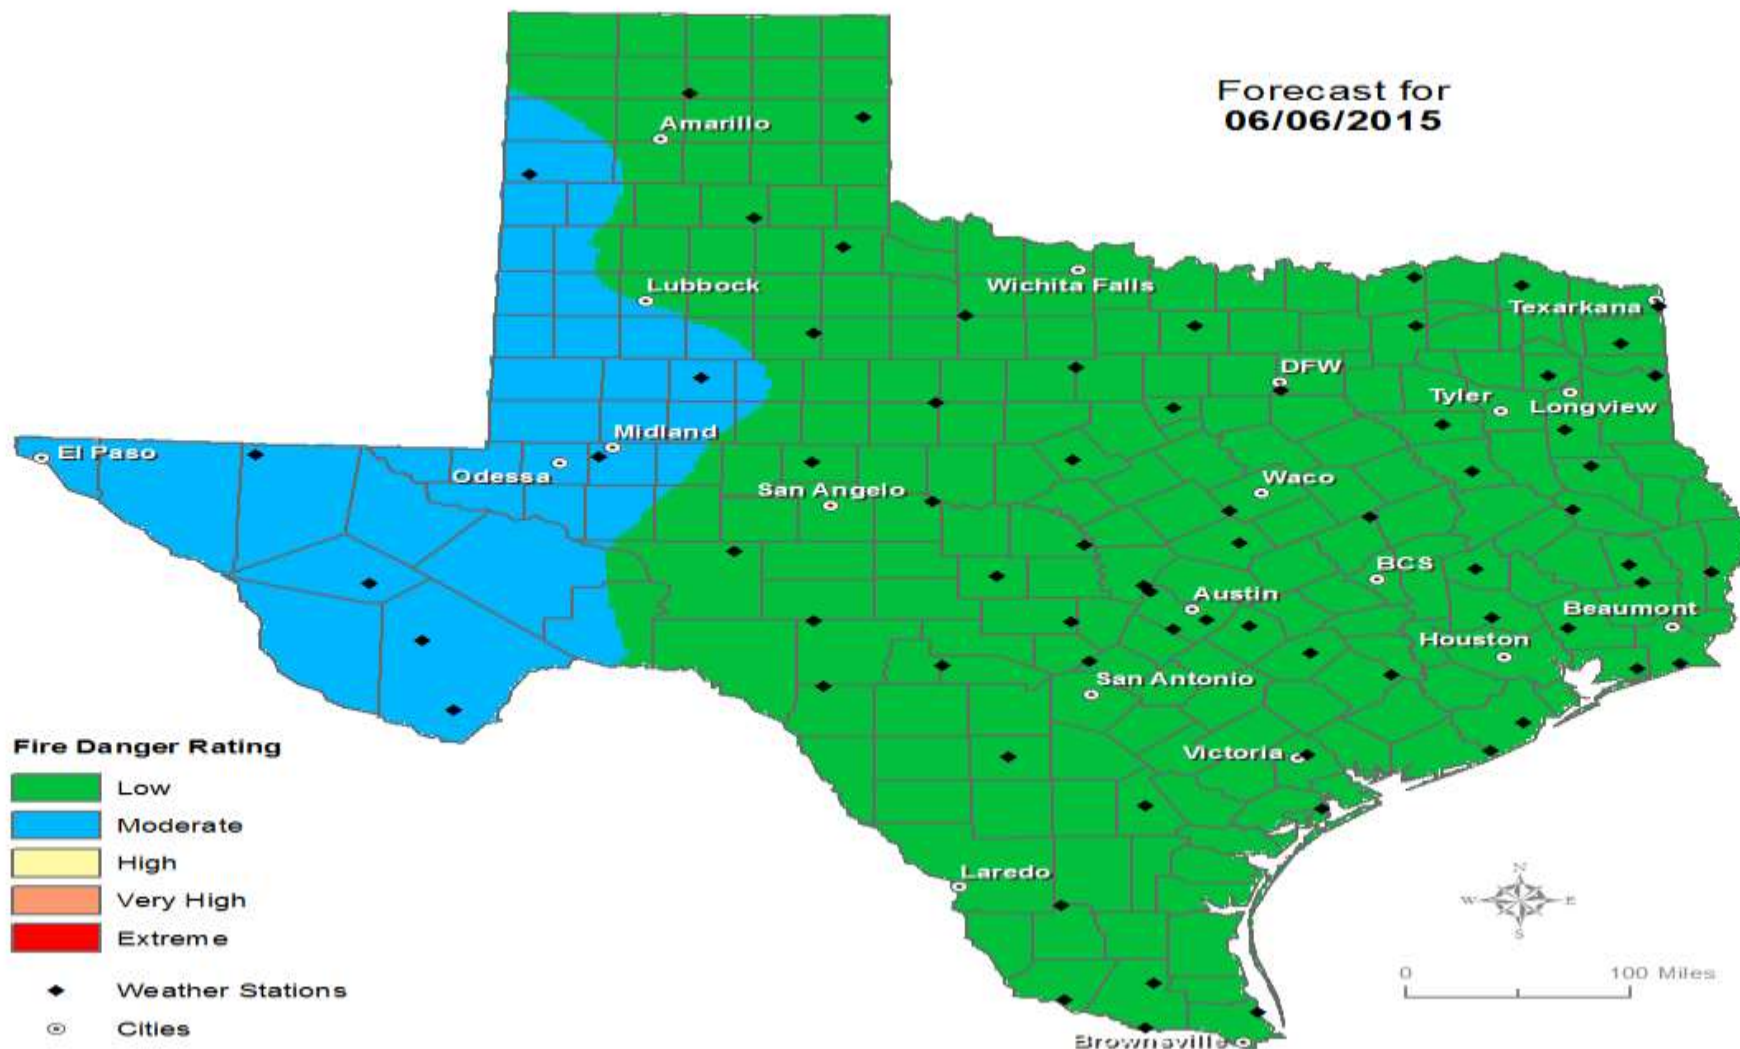 Forecast for
06/06/2015
Amarillo
Lubbock
Wichita Falls
Texarkana
DFW
Tyler
Longview
Midland
El Paso
Odessa
San Angelo
Waco
BCS
Austin
Beaumont
Houston
San Antonio
Victoria
Laredo
Brownsville
Fire Danger Rating
Low
Moderate
High
Very High
Extreme
Weather Stations
Cities
N
W
E
S
0
100 Miles